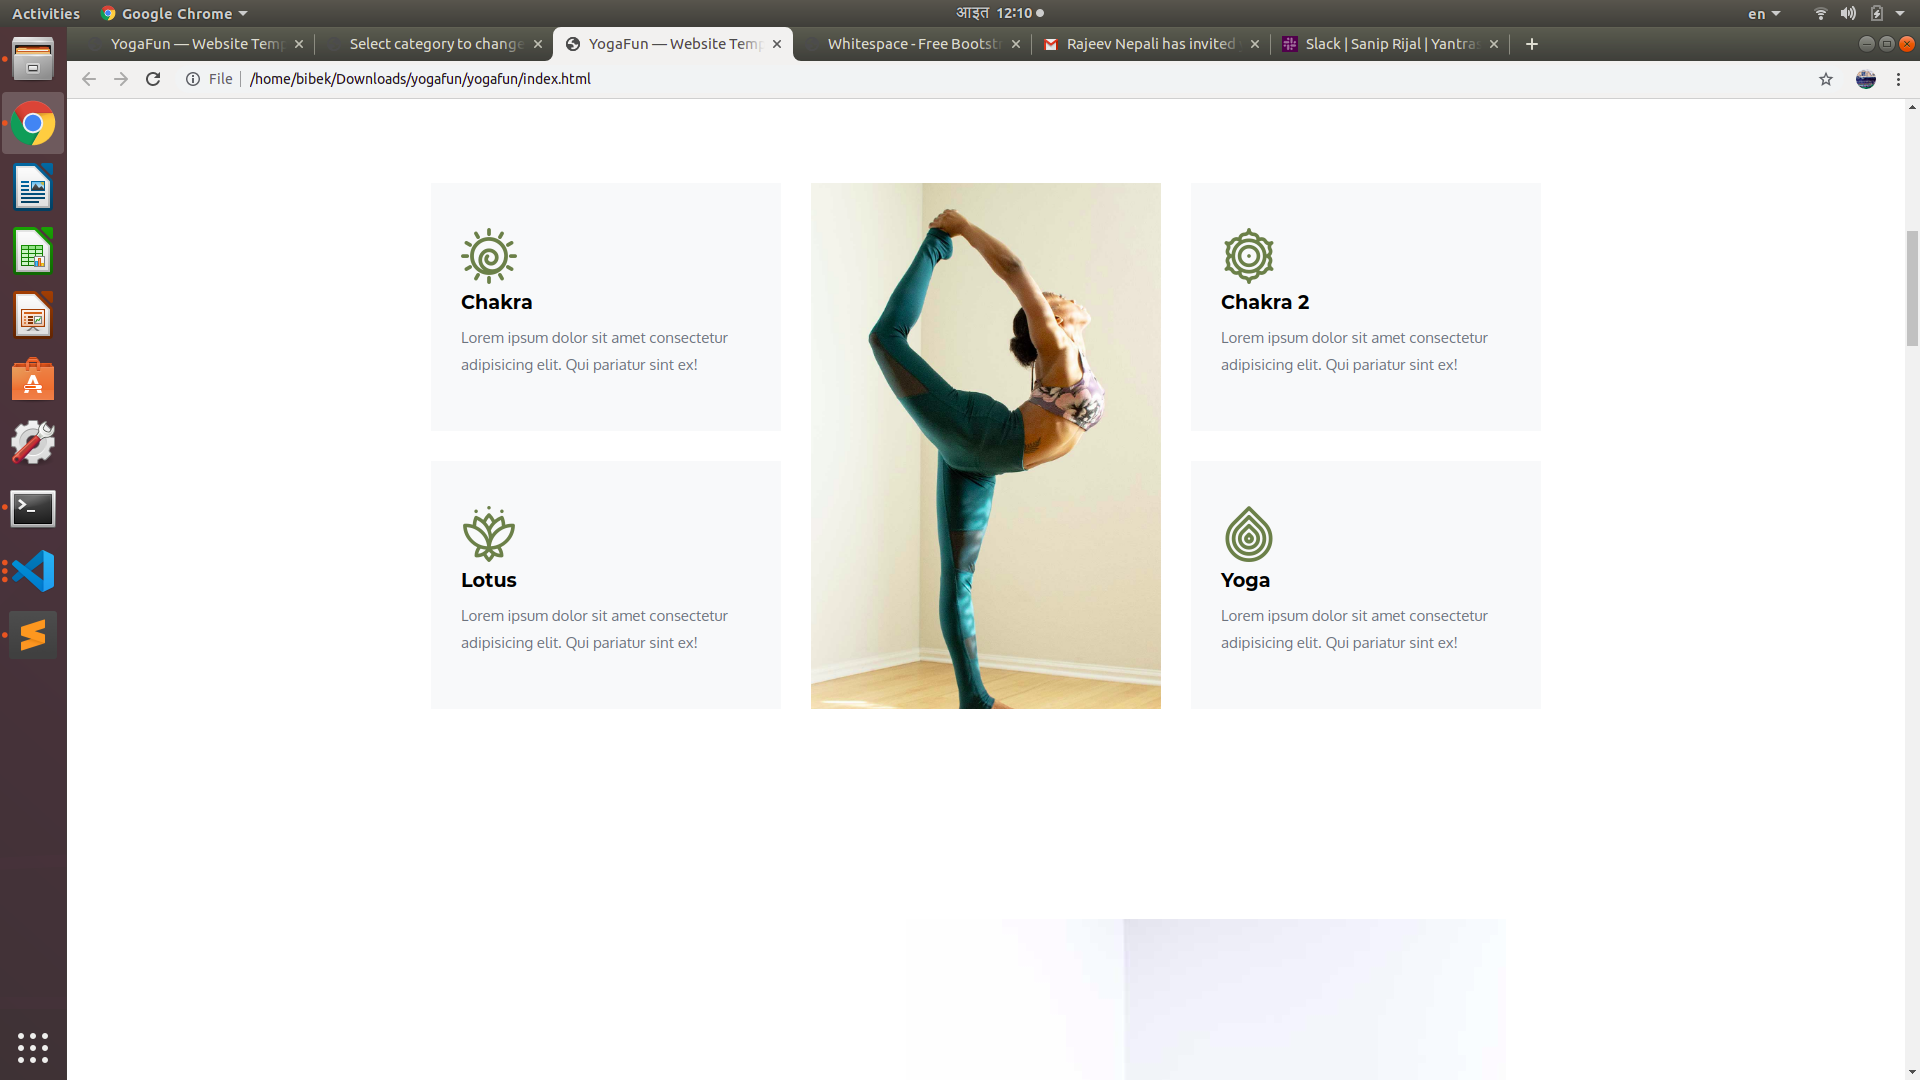 Activities
Google Chrome
आइत 12:10
en
YogaFun — Website Temp
Select category to change
YogaFun — Website Temp
Whitespace - Free Bootstr
Rajeev Nepali has invited
Slack | Sanip Rijal | Yantras
File
/home/bibek/Downloads/yogafun/yogafun/index.html
Chakra
Lorem ipsum dolor sit amet consectetur
adipisicing elit. Qui pariatur sint ex!
Chakra 2
Lorem ipsum dolor sit amet consectetur
adipisicing elit. Qui pariatur sint ex!
Lotus
Lorem ipsum dolor sit amet consectetur
adipisicing elit. Qui pariatur sint ex!
Yoga
Lorem ipsum dolor sit amet consectetur
adipisicing elit. Qui pariatur sint ex!